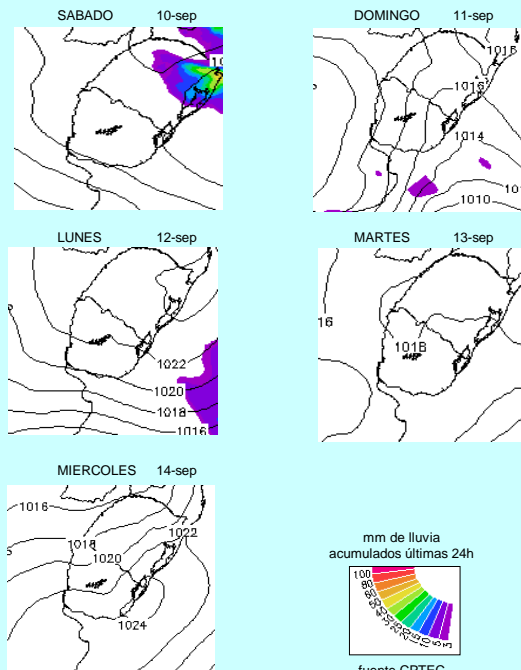 SABADO 10-sep
DOMINGO 11-sep
1016
1016
1014
1010
LUNES 12-sep
MARTES 13-sep
16
1018
1022
1020
1018
1016
MIERCOLES 14-sep
1016
1022
1018
1020
1024
mm de lluvia
acumulados últimas 24h
100
fuente CPTEC